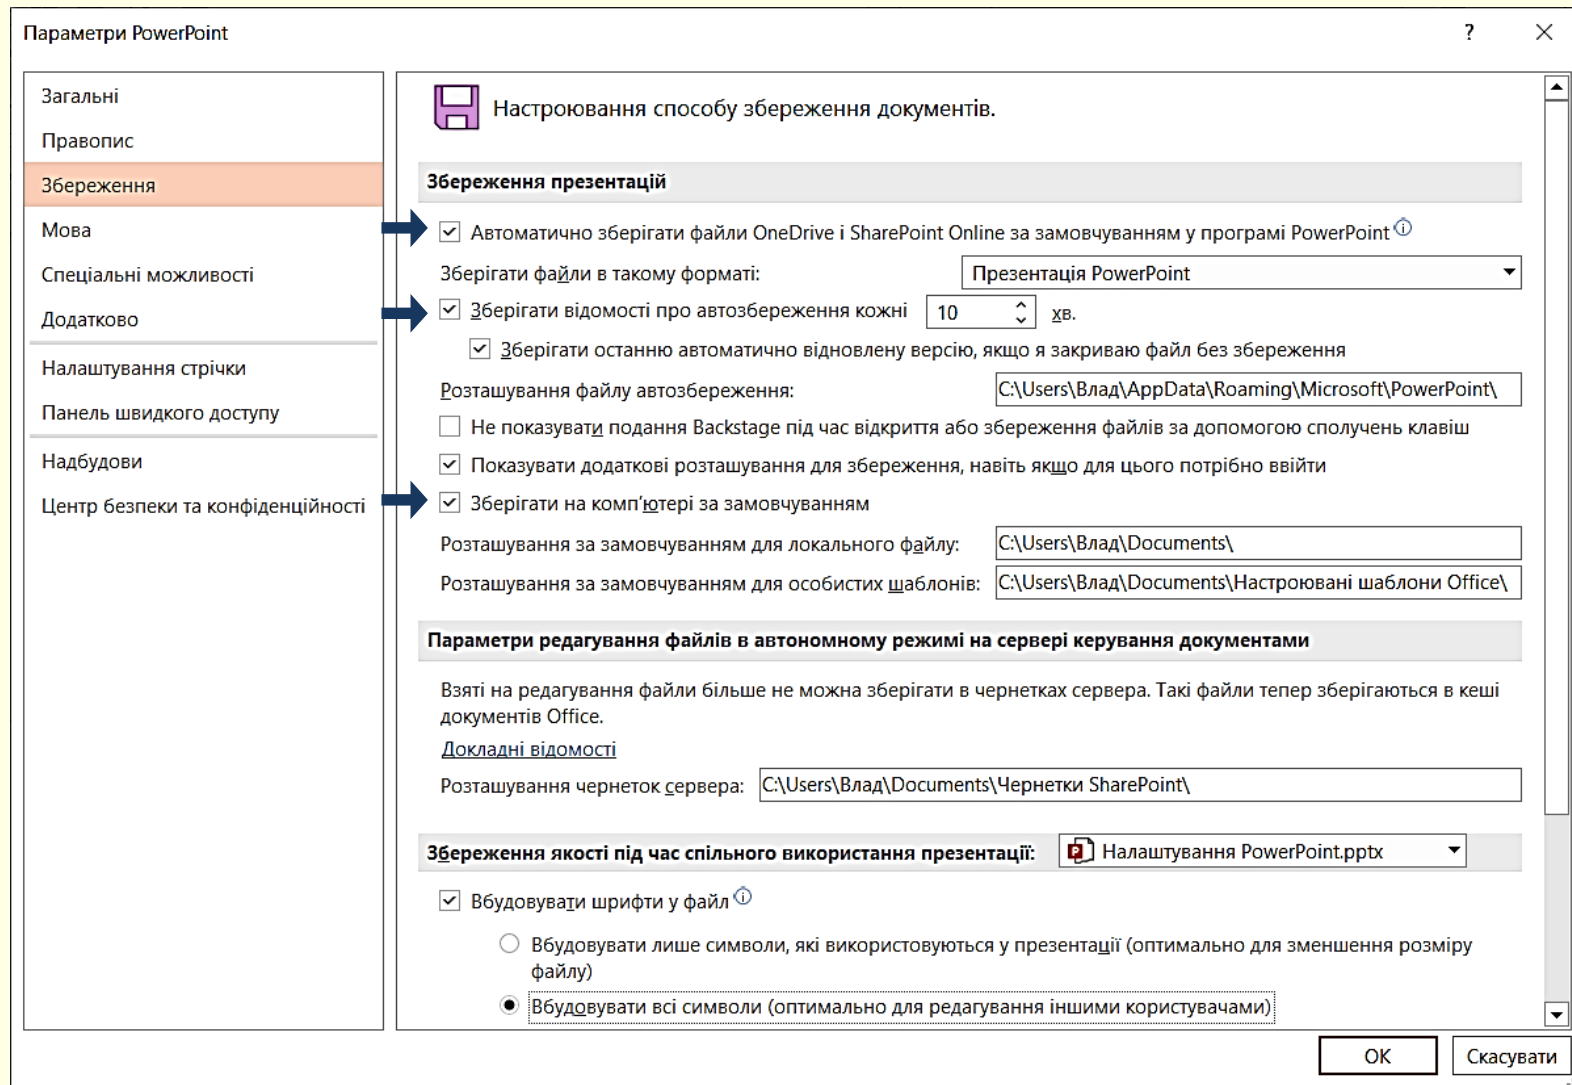 Параметри PowerPoint
?
Загальні
Правопис
Збереження
Мова
Спеціальні можливості
Додатково
Налаштування стрічки
Панель швидкого доступу
Надбудови
Центр безпеки та конфіденційності
Настроювання способу збереження документів.
Збереження презентацій
Автоматично зберігати файли OneDrive і SharePoint Online за замовчуванням у програмі PowerPoint
Зберігати файли в такому форматі: Презентація PowerPoint
Зберігати відомості про автозбереження кожні 10 хв.
Зберігати останню автоматично відновлену версію, якщо я закриваю файл без збереження
Розташування файлу автозбереження: C:\Users\Влад\AppData\Roaming\Microsoft\PowerPoint\
Не показувати подання Backstage під час відкриття або збереження файлів за допомогою сполучень клавіш
Показувати додаткові розташування для збереження, навіть якщо для цього потрібно ввійти
Зберігати на комп'ютері за замовчуванням
Розташування за замовчуванням для локального файлу: C:\Users\Влад\Documents\
Розташування за замовчуванням для особистих шаблонів: C:\Users\Влад\Documents\Настроювані шаблони Office\
Параметри редагування файлів в автономному режимі на сервері керування документами
Взяті на редагування файли більше не можна зберігати в чернетках сервера. Такі файли тепер зберігаються в кеші
документів Office.
Докладні відомості
Розташування чернеток сервера: C:\Users\Влад\Documents\Чернетки SharePoint\
Збереження якості під час спільного використання презентації: Налаштування PowerPoint.pptx
Вбудовувати шрифти у файл
Вбудовувати лише символи, які використовуються у презентації (оптимально для зменшення розміру
файлу)
Вбудовувати всі символи (оптимально для редагування іншими користувачами)
ОК
Скасувати